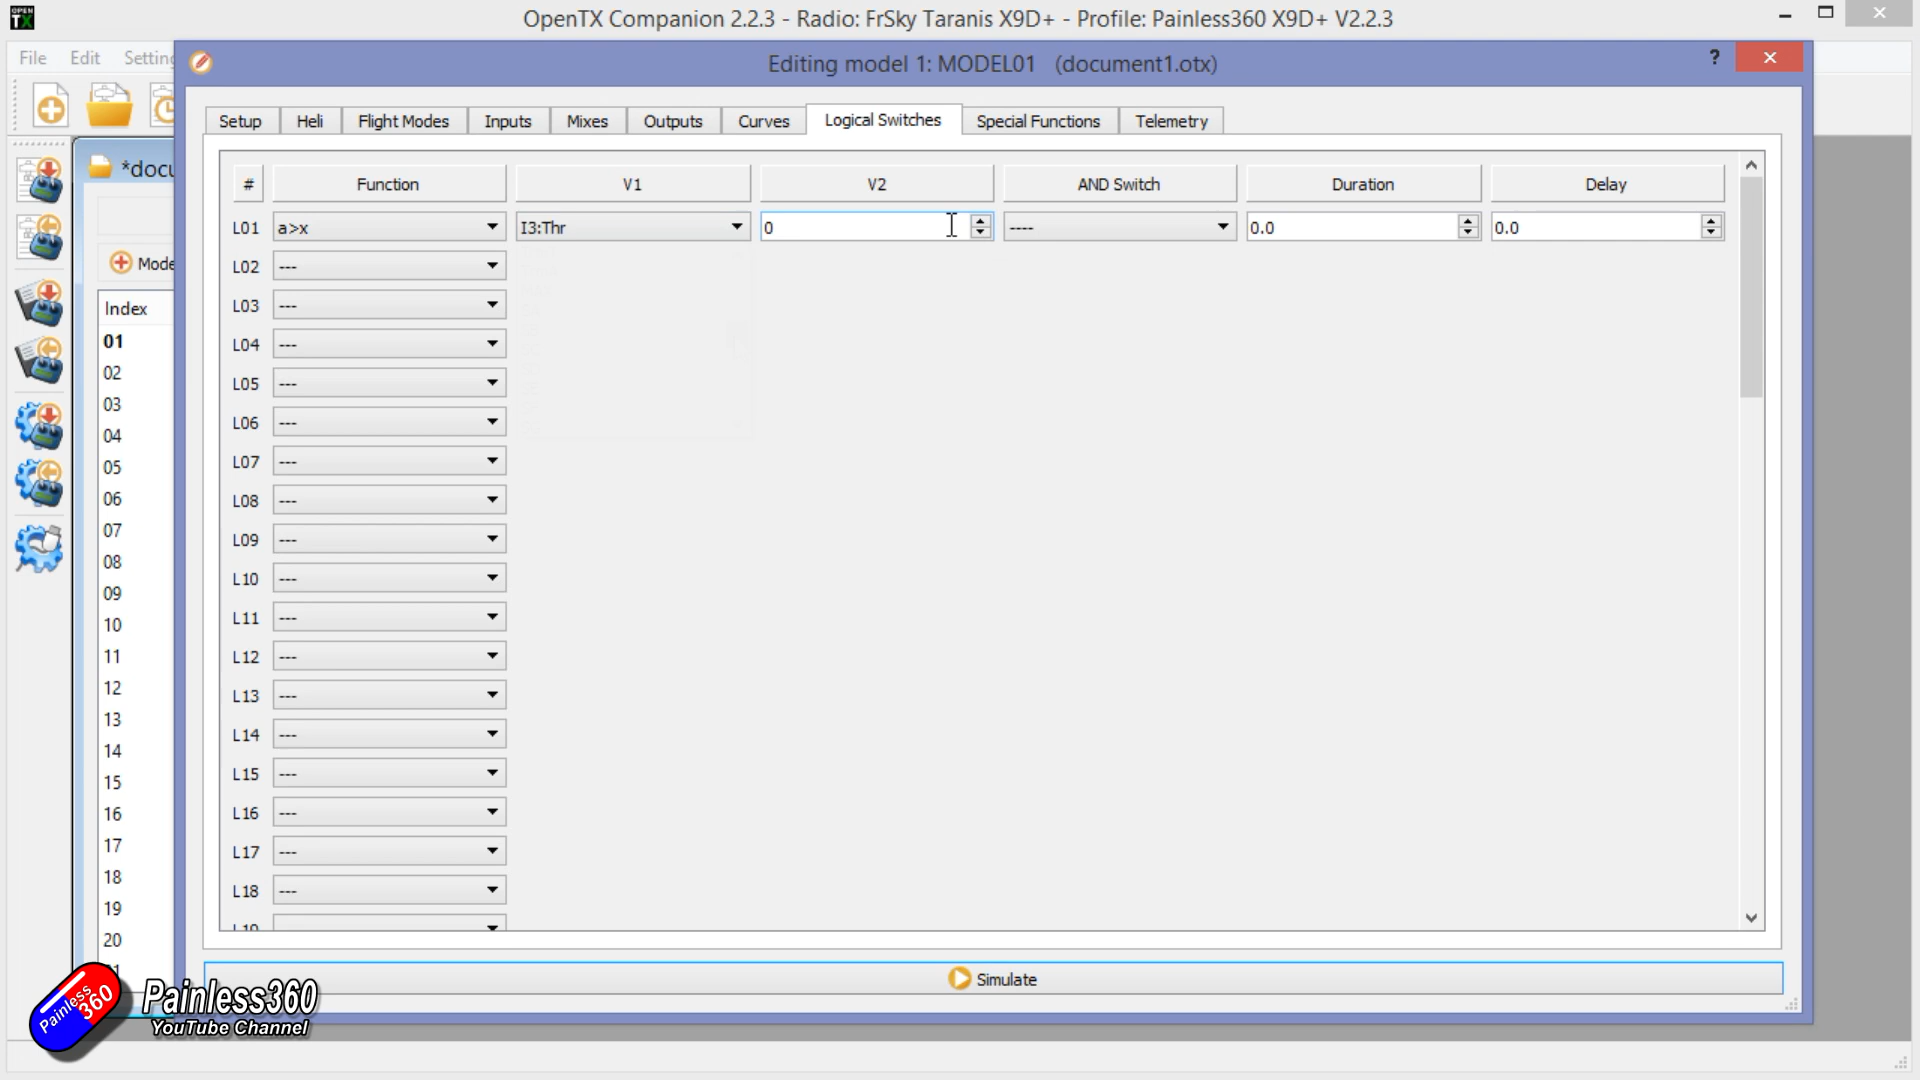 OPEN
TX
OpenTX Companion 2.2.3 - Radio: FrSky Taranis X9D+ - Profile: Painless360 X9D+ V2.2.3
File Edit Setting
Editing model 1: MODEL01 (document1.otx)
?
*docu
Setup Heli Flight Modes Inputs Mixes Outputs Curves Logical Switches Special Functions Telemetry
# Function V1 V2 AND Switch Duration Delay
L01 a>x I3:Thr 0 ---- 0.0 0.0
Mode
L02 ---
L03 ---
L04 ---
L05 ---
L06 ---
L07 ---
L08 ---
L09 ---
L10 ---
L11 ---
L12 ---
L13 ---
L14 ---
L15 ---
L16 ---
L17 ---
L18 ---
L19
Index
01
02
03
04
05
06
07
08
09
10
11
12
13
14
15
16
17
18
19
20
Simulate
Painless
360
Painless360
YouTube Channel